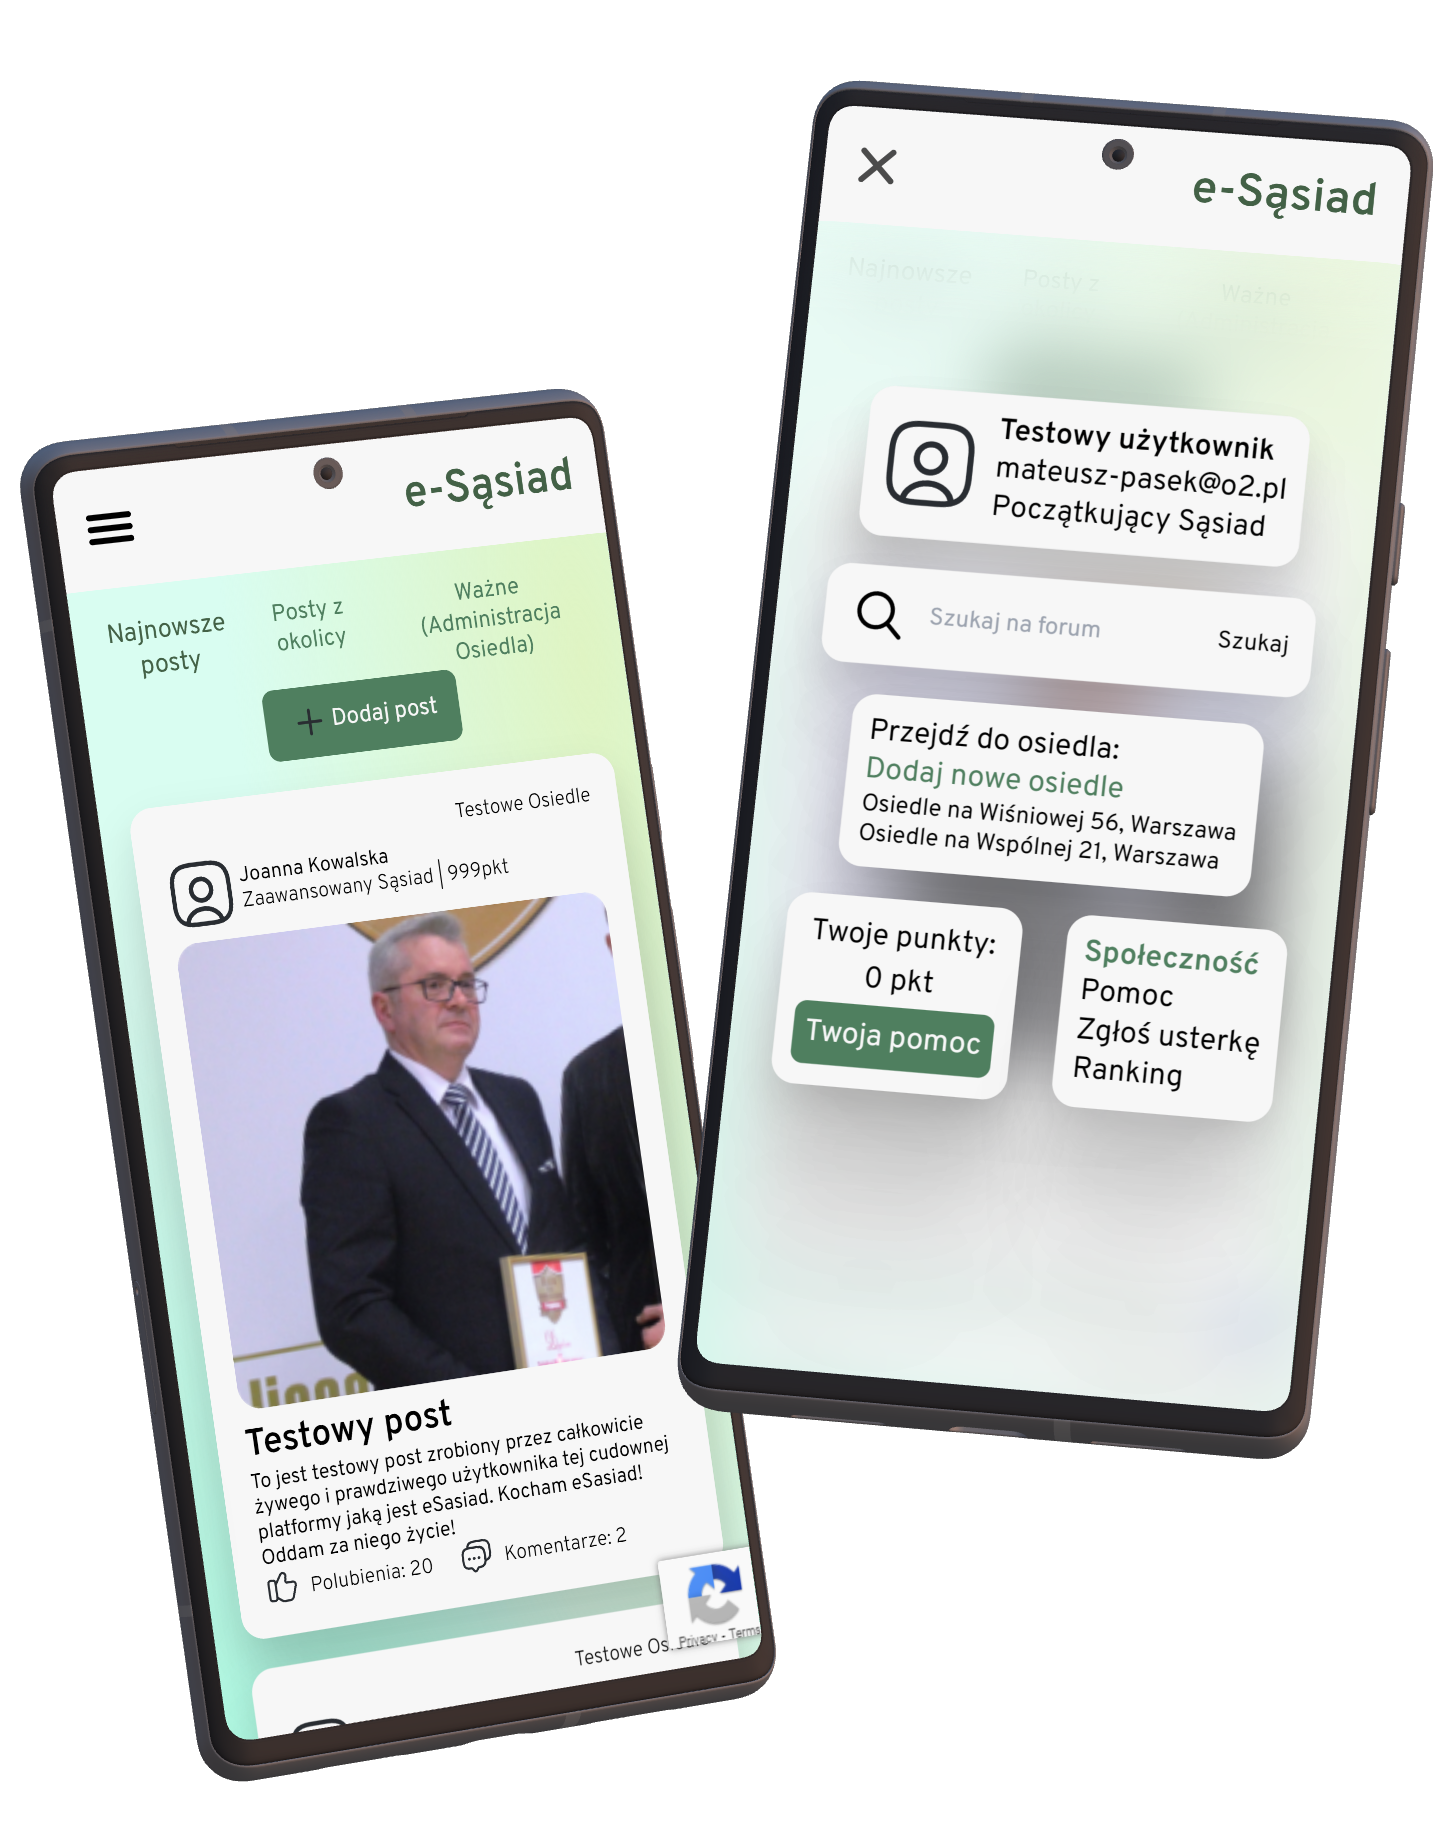 e-Sąsiad
Najnowsze
posty
Posty z
okolicy
Ważne
(Administracja
Osiedla)
Dodaj post
Testowe Osiedle
Joanna Kowalska
Zaawansowany Sąsiad | 999pkt
Testowy post
To jest testowy post zrobiony przez całkowicie
żywego i prawdziwego użytkownika tej cudownej
platformy jaką jest eSasiad. Kocham eSasiad!
Oddam za niego życie!
Polubienia: 20
Komentarze: 2
Testowe
Privacy - Terms
e-Sąsiad
Najnowsze
Posty z
Ważne
Testowy użytkownik
mateusz-pasek@o2.pl
Początkujący Sąsiad
Szukaj na forum
Szukaj
Przejdź do osiedla:
Dodaj nowe osiedle
Osiedle na Wiśniowej 56, Warszawa
Osiedle na Wspólnej 21, Warszawa
Twoje punkty:
0 pkt
Twoja pomoc
Społeczność
Pomoc
Zgłoś usterkę
Ranking